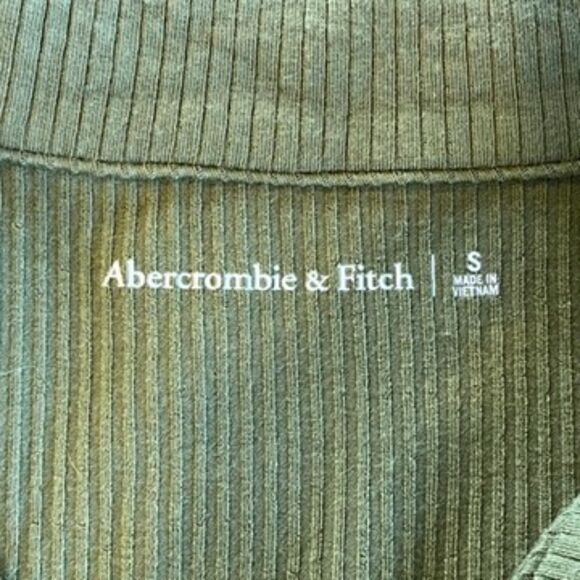 Abercrombie & Fitch | S
MADE IN
VIETNAM